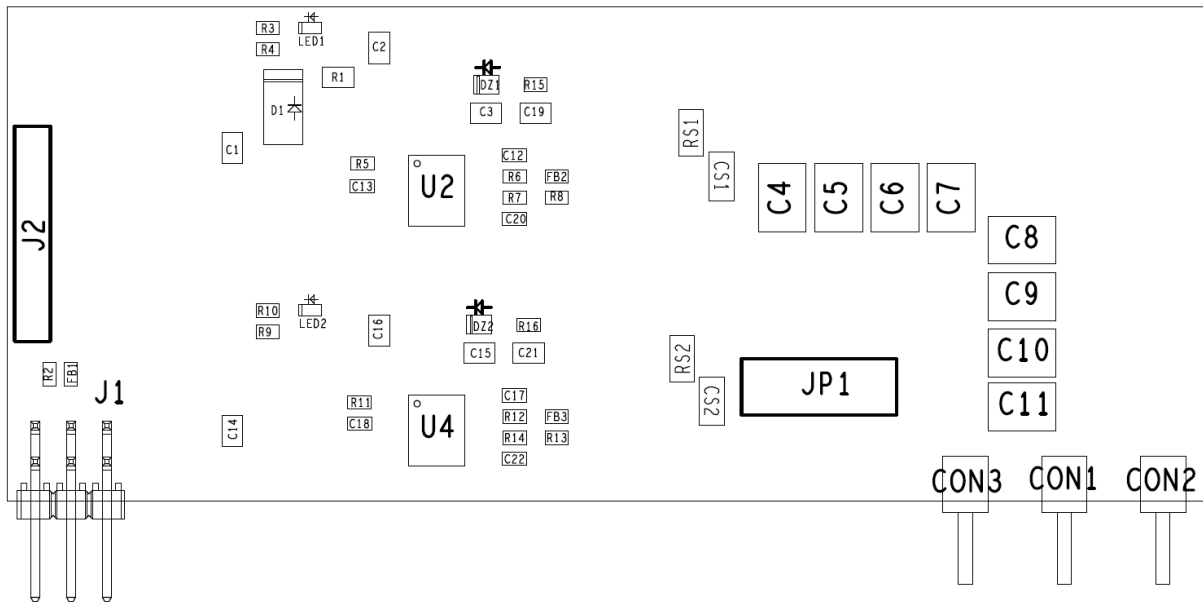 R3
R4
LED1
C2
R1
D1
DZ1
R15
C3
C19
C1
R5
C13
U2
C12
R6
R7
C20
FB2
R8
RS1
CS1
C4
C5
C6
C7
C8
C9
C10
C11
J2
R10
R9
LED2
C16
DZ2
R16
C15
C21
RS2
CS2
JP1
R2
FB1
J1
C14
R11
C18
U4
C17
R12
R14
C22
FB3
R13
CON3
CON1
CON2